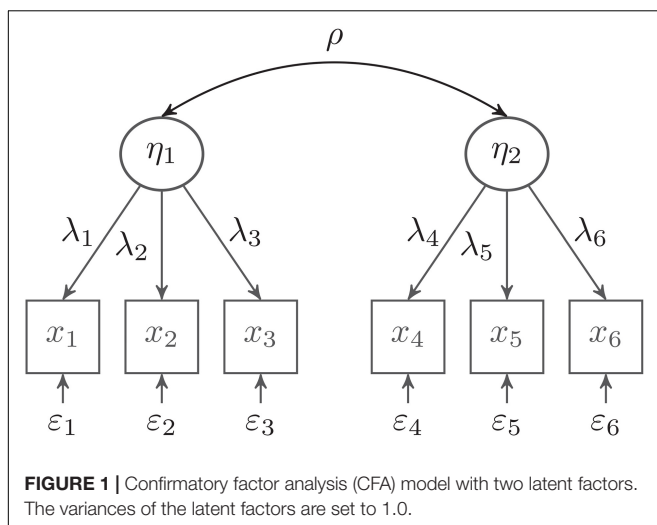 ρ
η₁ η₂
λ₁ λ₂ λ₃ λ₄ λ₅ λ₆
x₁ x₂ x₃ x₄ x₅ x₆
ε₁ ε₂ ε₃ ε₄ ε₅ ε₆
FIGURE 1 | Confirmatory factor analysis (CFA) model with two latent factors.
The variances of the latent factors are set to 1.0.